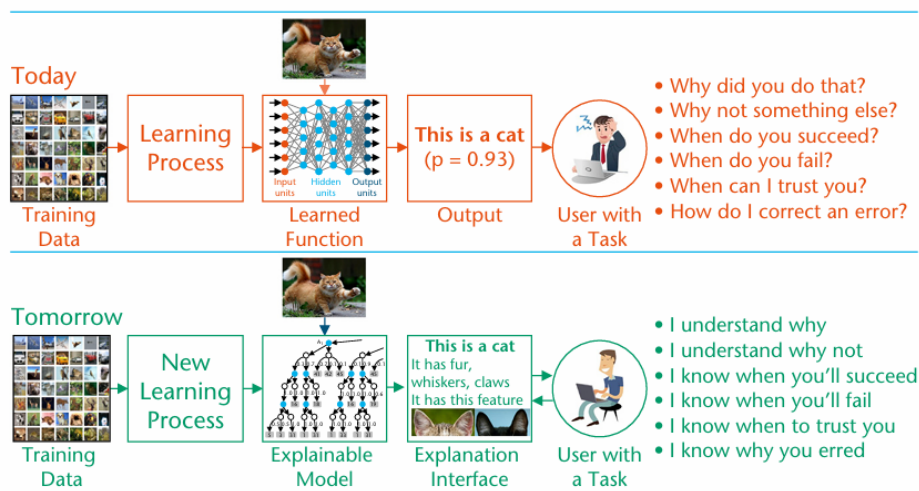 Today
Learning
Process
Input
units
Hidden
units
Output
units
This is a cat
(p = 0.93)
Training
Data
Learned
Function
Output
User with
a Task
• Why did you do that?
• Why not something else?
• When do you succeed?
• When do you fail?
• When can I trust you?
• How do I correct an error?
Tomorrow
New
Learning
Process
This is a cat
It has fur,
whiskers, claws
It has this feature
Training
Data
Explainable
Model
Explanation
Interface
User with
a Task
• I understand why
• I understand why not
• I know when you’ll succeed
• I know when you’ll fail
• I know when to trust you
• I know why you erred